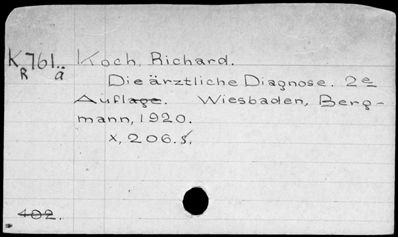 K761.. Koch, Richard.
R a
Die ärztliche Diagnose. 2e
Auflage. Wiesbaden, Berg-
mann, 1920.
x, 206.s.
402.